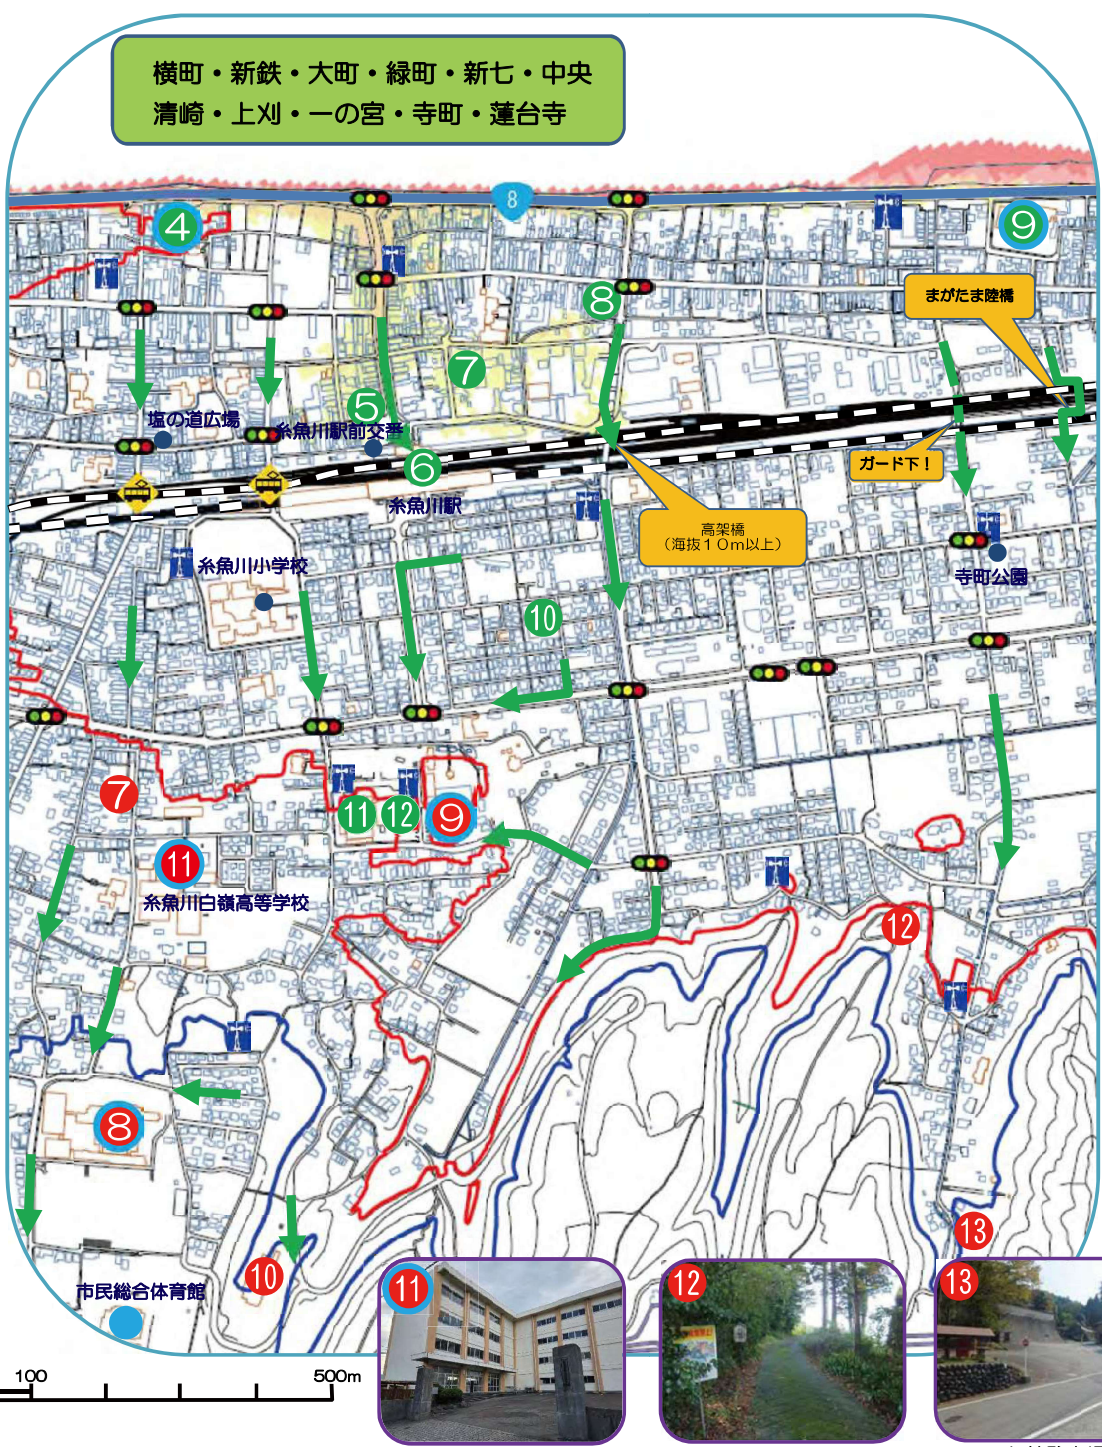 横町・新鉄・大町・緑町・新七・中央
清崎・上刈・一の宮・寺町・蓮台寺
8
4
9
まがたま陸橋
8
7
5
塩の道広場
糸魚川駅前交番
6
ガード下！
糸魚川駅
高架橋
（海抜１０ｍ以上）
糸魚川小学校
寺町公園
10
7
11
12
9
11
糸魚川白嶺高等学校
12
8
13
10
市民総合体育館
11
12
13
100
500m